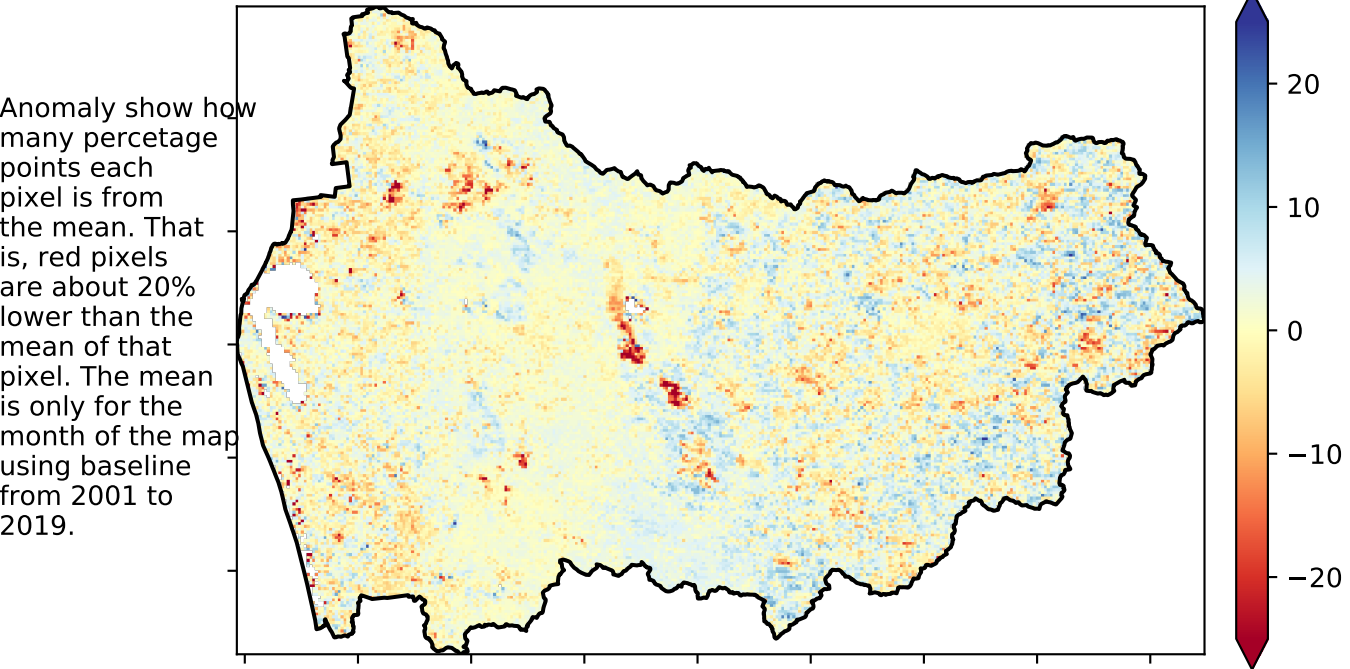 Anomaly show how
many percetage
points each
pixel is from
the mean. That
is, red pixels
are about 20%
lower than the
mean of that
pixel. The mean
is only for the
month of the map
using baseline
from 2001 to
2019.
20
10
0
−10
−20